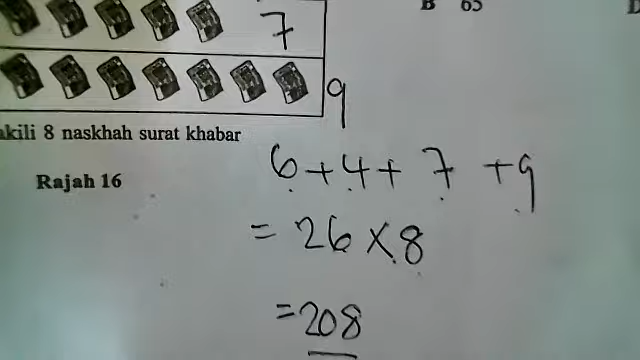 B 65
7
9
akili 8 naskhah surat khabar
Rajah 16
6+4+7+9
= 26 × 8
= 208